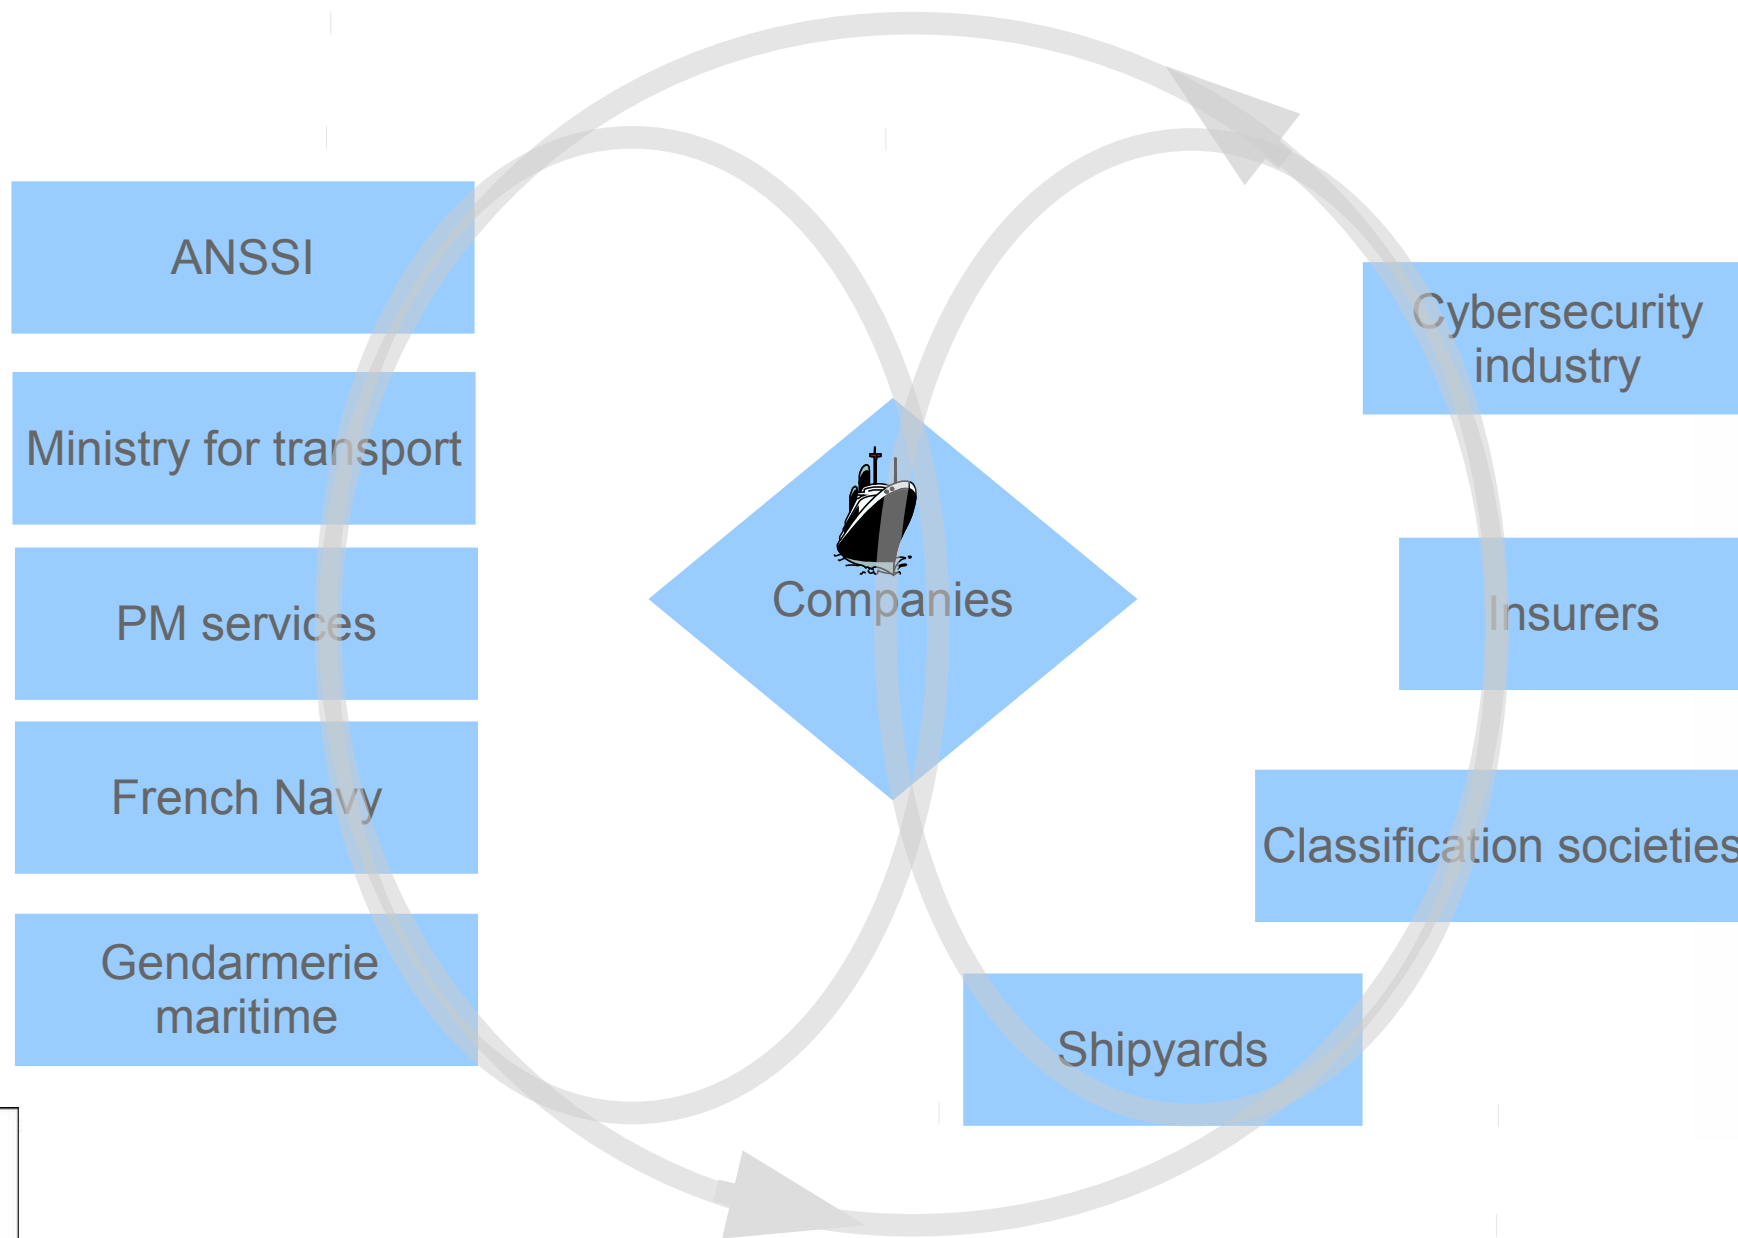 ANSSI
Ministry for transport
PM services
French Navy
Gendarmerie
maritime
Companies
Cybersecurity
industry
Insurers
Classification societies
Shipyards